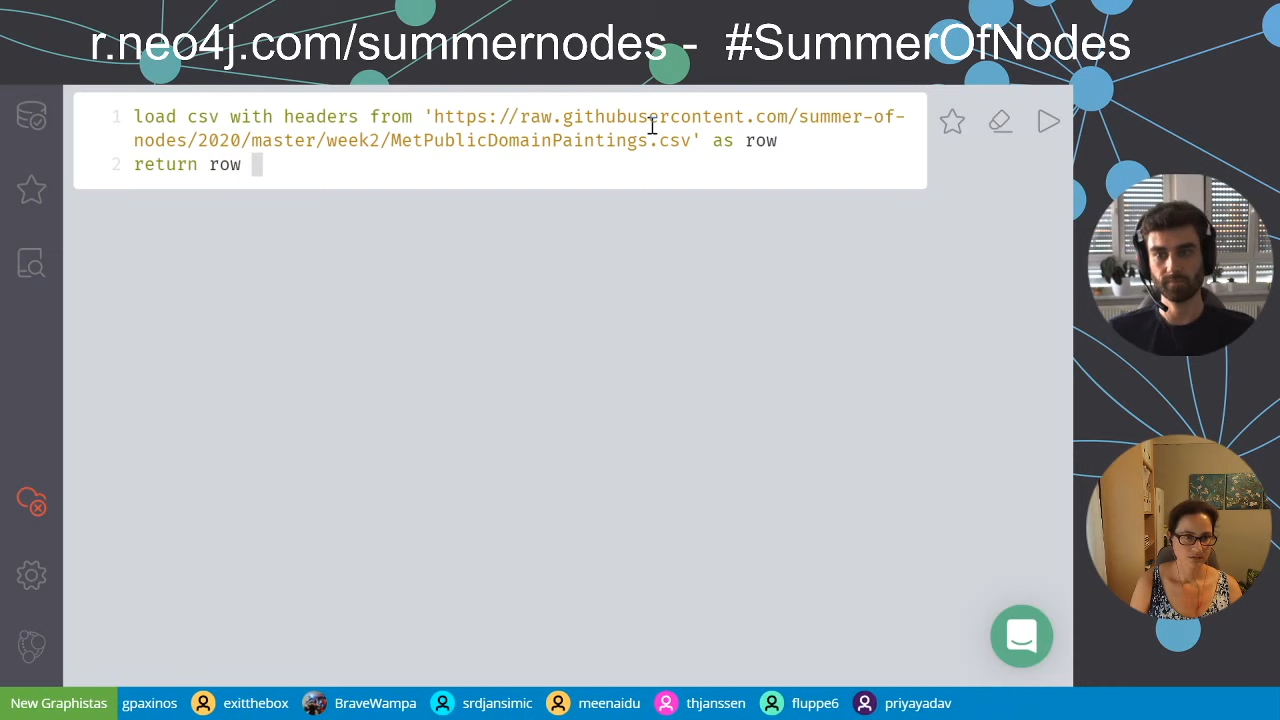 r.neo4j.com/summernodes - #SummerOfNodes
1 load csv with headers from 'https://raw.githubusercontent.com/summer-of-
nodes/2020/master/week2/MetPublicDomainPaintings.csv' as row
2 return row
New Graphistas gpaxinos exitthebox BraveWampa srdjansimic meenaidu thjanssen fluppe6 priyayadav